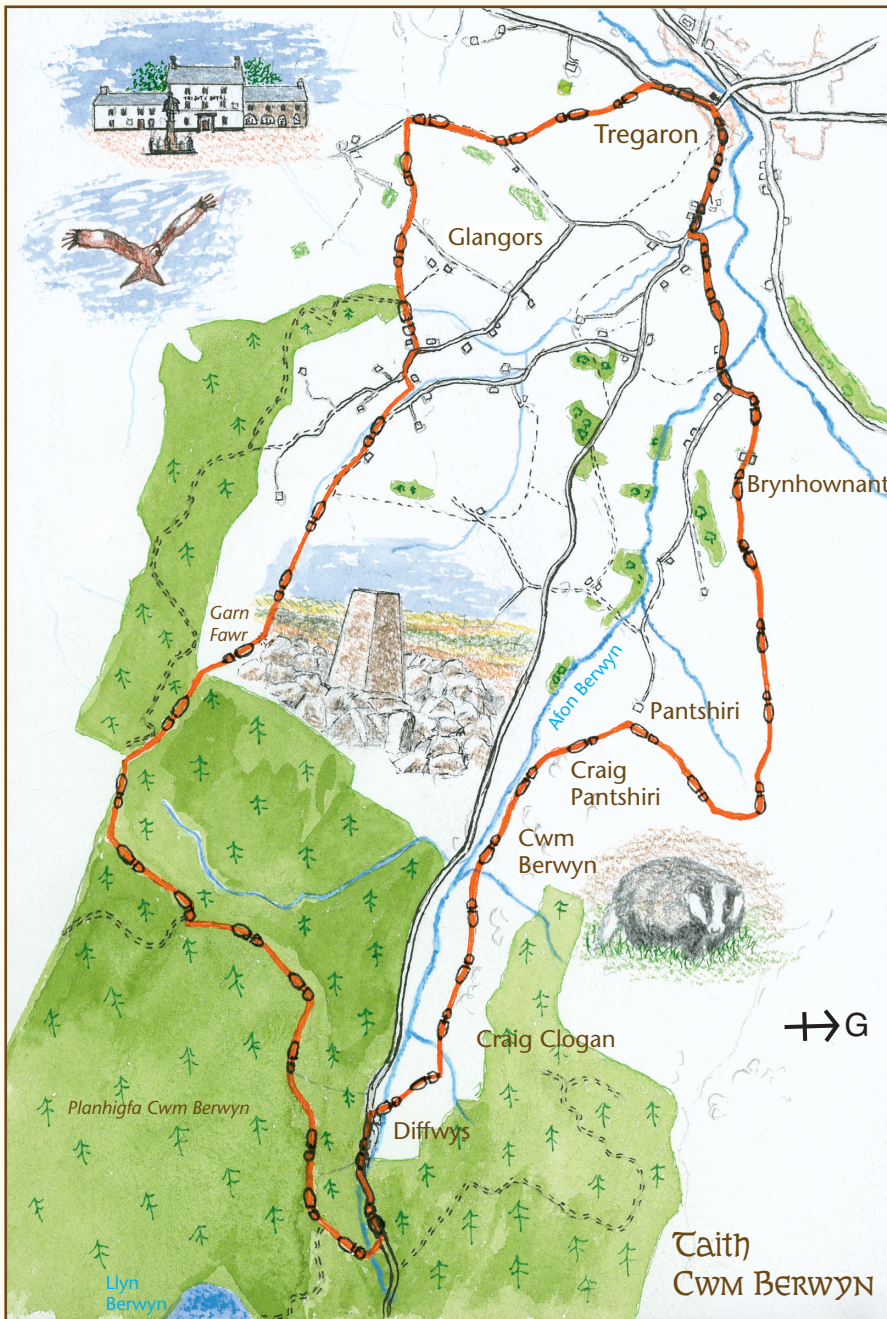 Tregaron
Glangors
Brynhownant
Garn
Fawr
Afon Berwyn
Pantshiri
Craig
Pantshiri
Cwm
Berwyn
G
Craig Clogan
Planhigfa Cwm Berwyn
Diffwys
Llyn
Berwyn
Taith
Cwm Berwyn